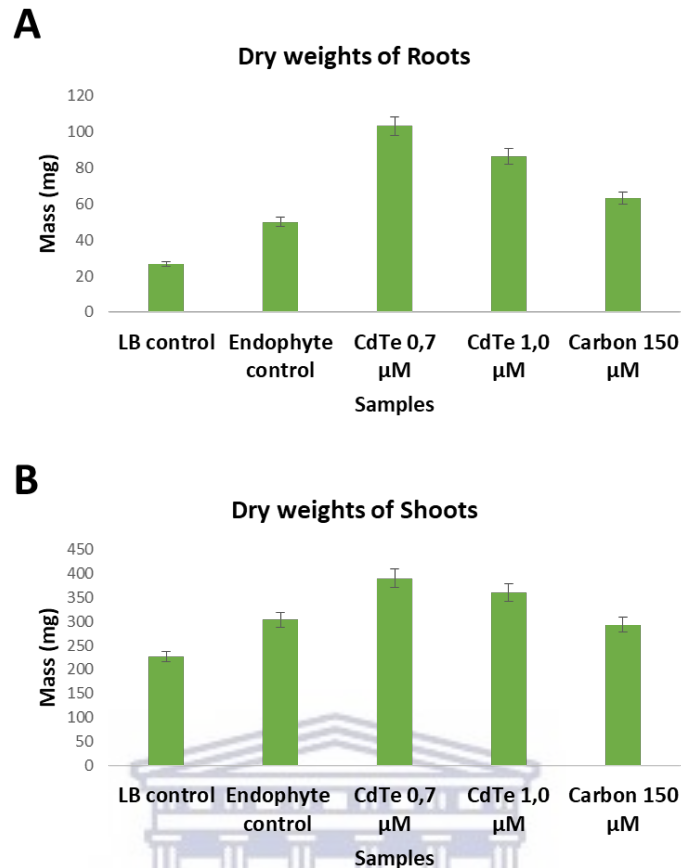 A
Dry weights of Roots
Mass (mg)
120
100
80
60
40
20
0
LB control Endophyte CdTe 0,7 CdTe 1,0 Carbon 150
control µM µM µM
Samples
B
Dry weights of Shoots
Mass (mg)
450
400
350
300
250
200
150
100
50
0
LB control Endophyte CdTe 0,7 CdTe 1,0 Carbon 150
control µM µM µM
Samples